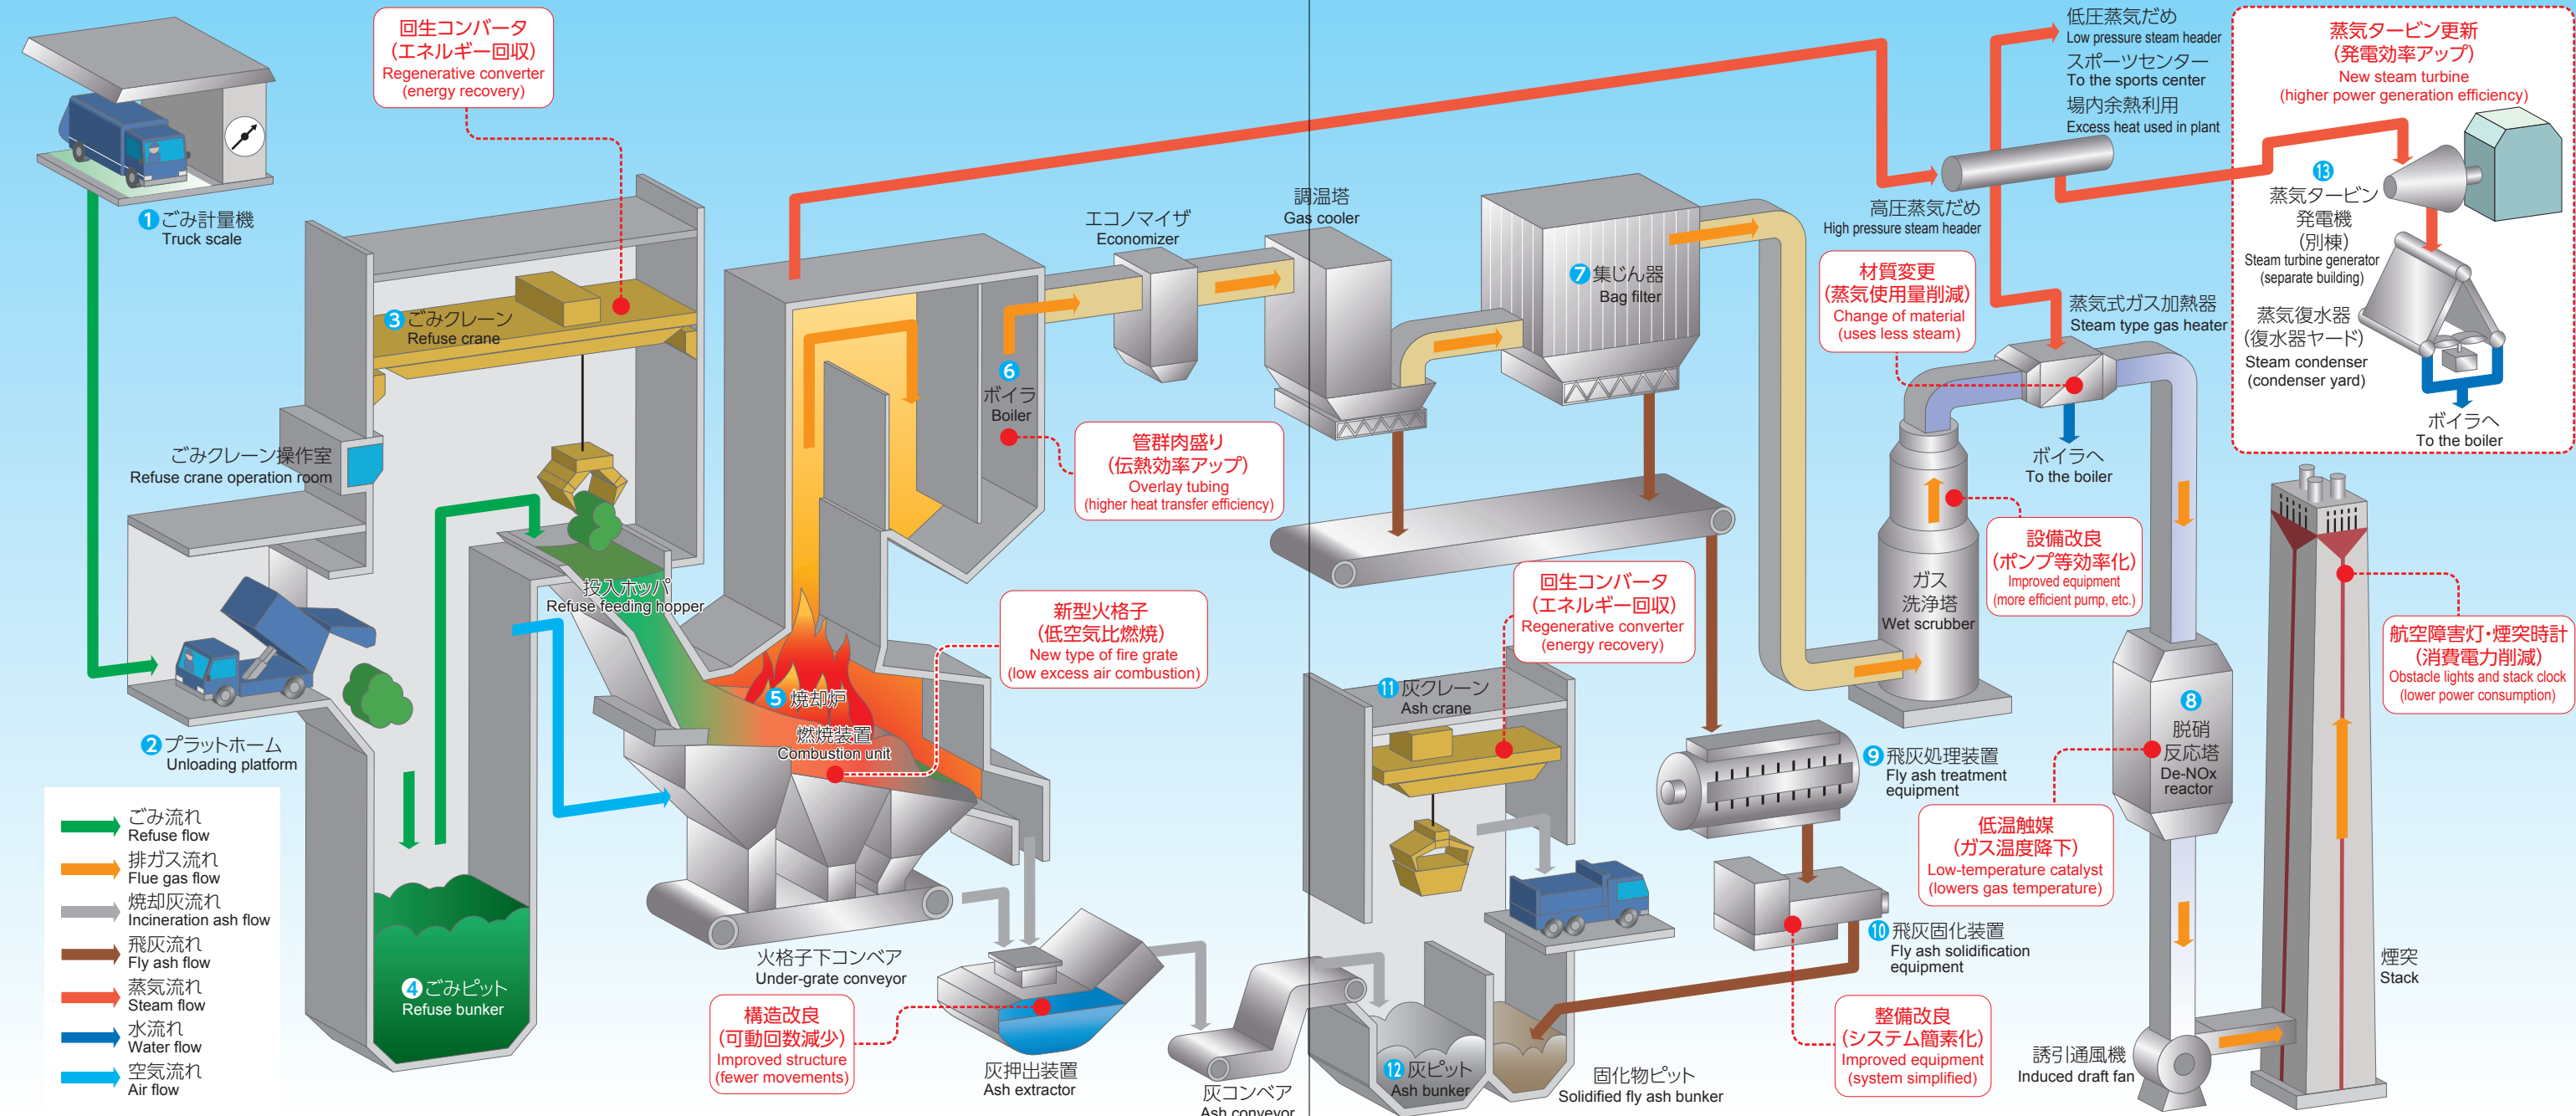 回生コンバータ
(エネルギー回収)
Regenerative converter
(energy recovery)
❶ごみ計量機
Truck scale
❸ごみクレーン
Refuse crane
ごみクレーン操作室
Refuse crane operation room
❷プラットホーム
Unloading platform
投入ホッパ
Refuse feeding hopper
❹ごみピット
Refuse bunker
ごみ流れ
Refuse flow
排ガス流れ
Flue gas flow
焼却灰流れ
Incineration ash flow
飛灰流れ
Fly ash flow
蒸気流れ
Steam flow
水流れ
Water flow
空気流れ
Air flow
❺焼却炉
燃焼装置
Combustion unit
新型火格子
(低空気比燃焼)
New type of fire grate
(low excess air combustion)
❻
ボイラ
Boiler
管群肉盛り
(伝熱効率アップ)
Overlay tubing
(higher heat transfer efficiency)
エコノマイザ
Economizer
調温塔
Gas cooler
❼集じん器
Bag filter
火格子下コンベア
Under-grate conveyor
構造改良
(可動回数減少)
Improved structure
(fewer movements)
灰押出装置
Ash extractor
灰コンベア
Ash conveyor
回生コンバータ
(エネルギー回収)
Regenerative converter
(energy recovery)
⓫灰クレーン
Ash crane
⓬灰ピット
Ash bunker
固化物ピット
Solidified fly ash bunker
❾飛灰処理装置
Fly ash treatment
equipment
❿飛灰固化装置
Fly ash solidification
equipment
整備改良
(システム簡素化)
Improved equipment
(system simplified)
低圧蒸気だめ
Low pressure steam header
スポーツセンター
To the sports center
場内余熱利用
Excess heat used in plant
高圧蒸気だめ
High pressure steam header
材質変更
(蒸気使用量削減)
Change of material
(uses less steam)
蒸気式ガス加熱器
Steam type gas heater
ボイラへ
To the boiler
設備改良
(ポンプ等効率化)
Improved equipment
(more efficient pump, etc.)
ガス
洗浄塔
Wet scrubber
❽
脱硝
反応塔
De-NOx
reactor
低温触媒
(ガス温度降下)
Low-temperature catalyst
(lowers gas temperature)
誘引通風機
Induced draft fan
煙突
Stack
航空障害灯・煙突時計
(消費電力削減)
Obstacle lights and stack clock
(lower power consumption)
蒸気タービン更新
(発電効率アップ)
New steam turbine
(higher power generation efficiency)
⓭
蒸気タービン
発電機
(別棟)
Steam turbine generator
(separate building)
蒸気復水器
(復水器ヤード)
Steam condenser
(condenser yard)
ボイラへ
To the boiler